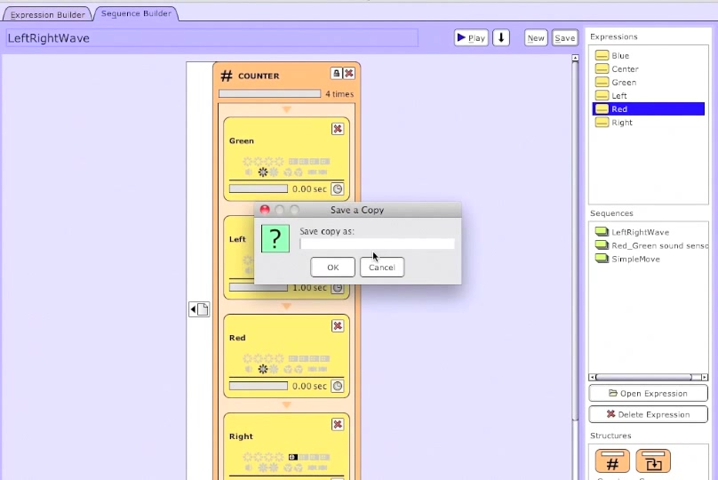 Expression Builder
Sequence Builder
LeftRightWave
Play
New
Save
# COUNTER
4 times
Green
0.00 sec
Left
1.00 sec
Red
0.00 sec
Right
Save a Copy
?
Save copy as:
OK
Cancel
Expressions
Blue
Center
Green
Left
Red
Right
Sequences
LeftRightWave
Red_Green sound senso
SimpleMove
Open Expression
Delete Expression
Structures
#